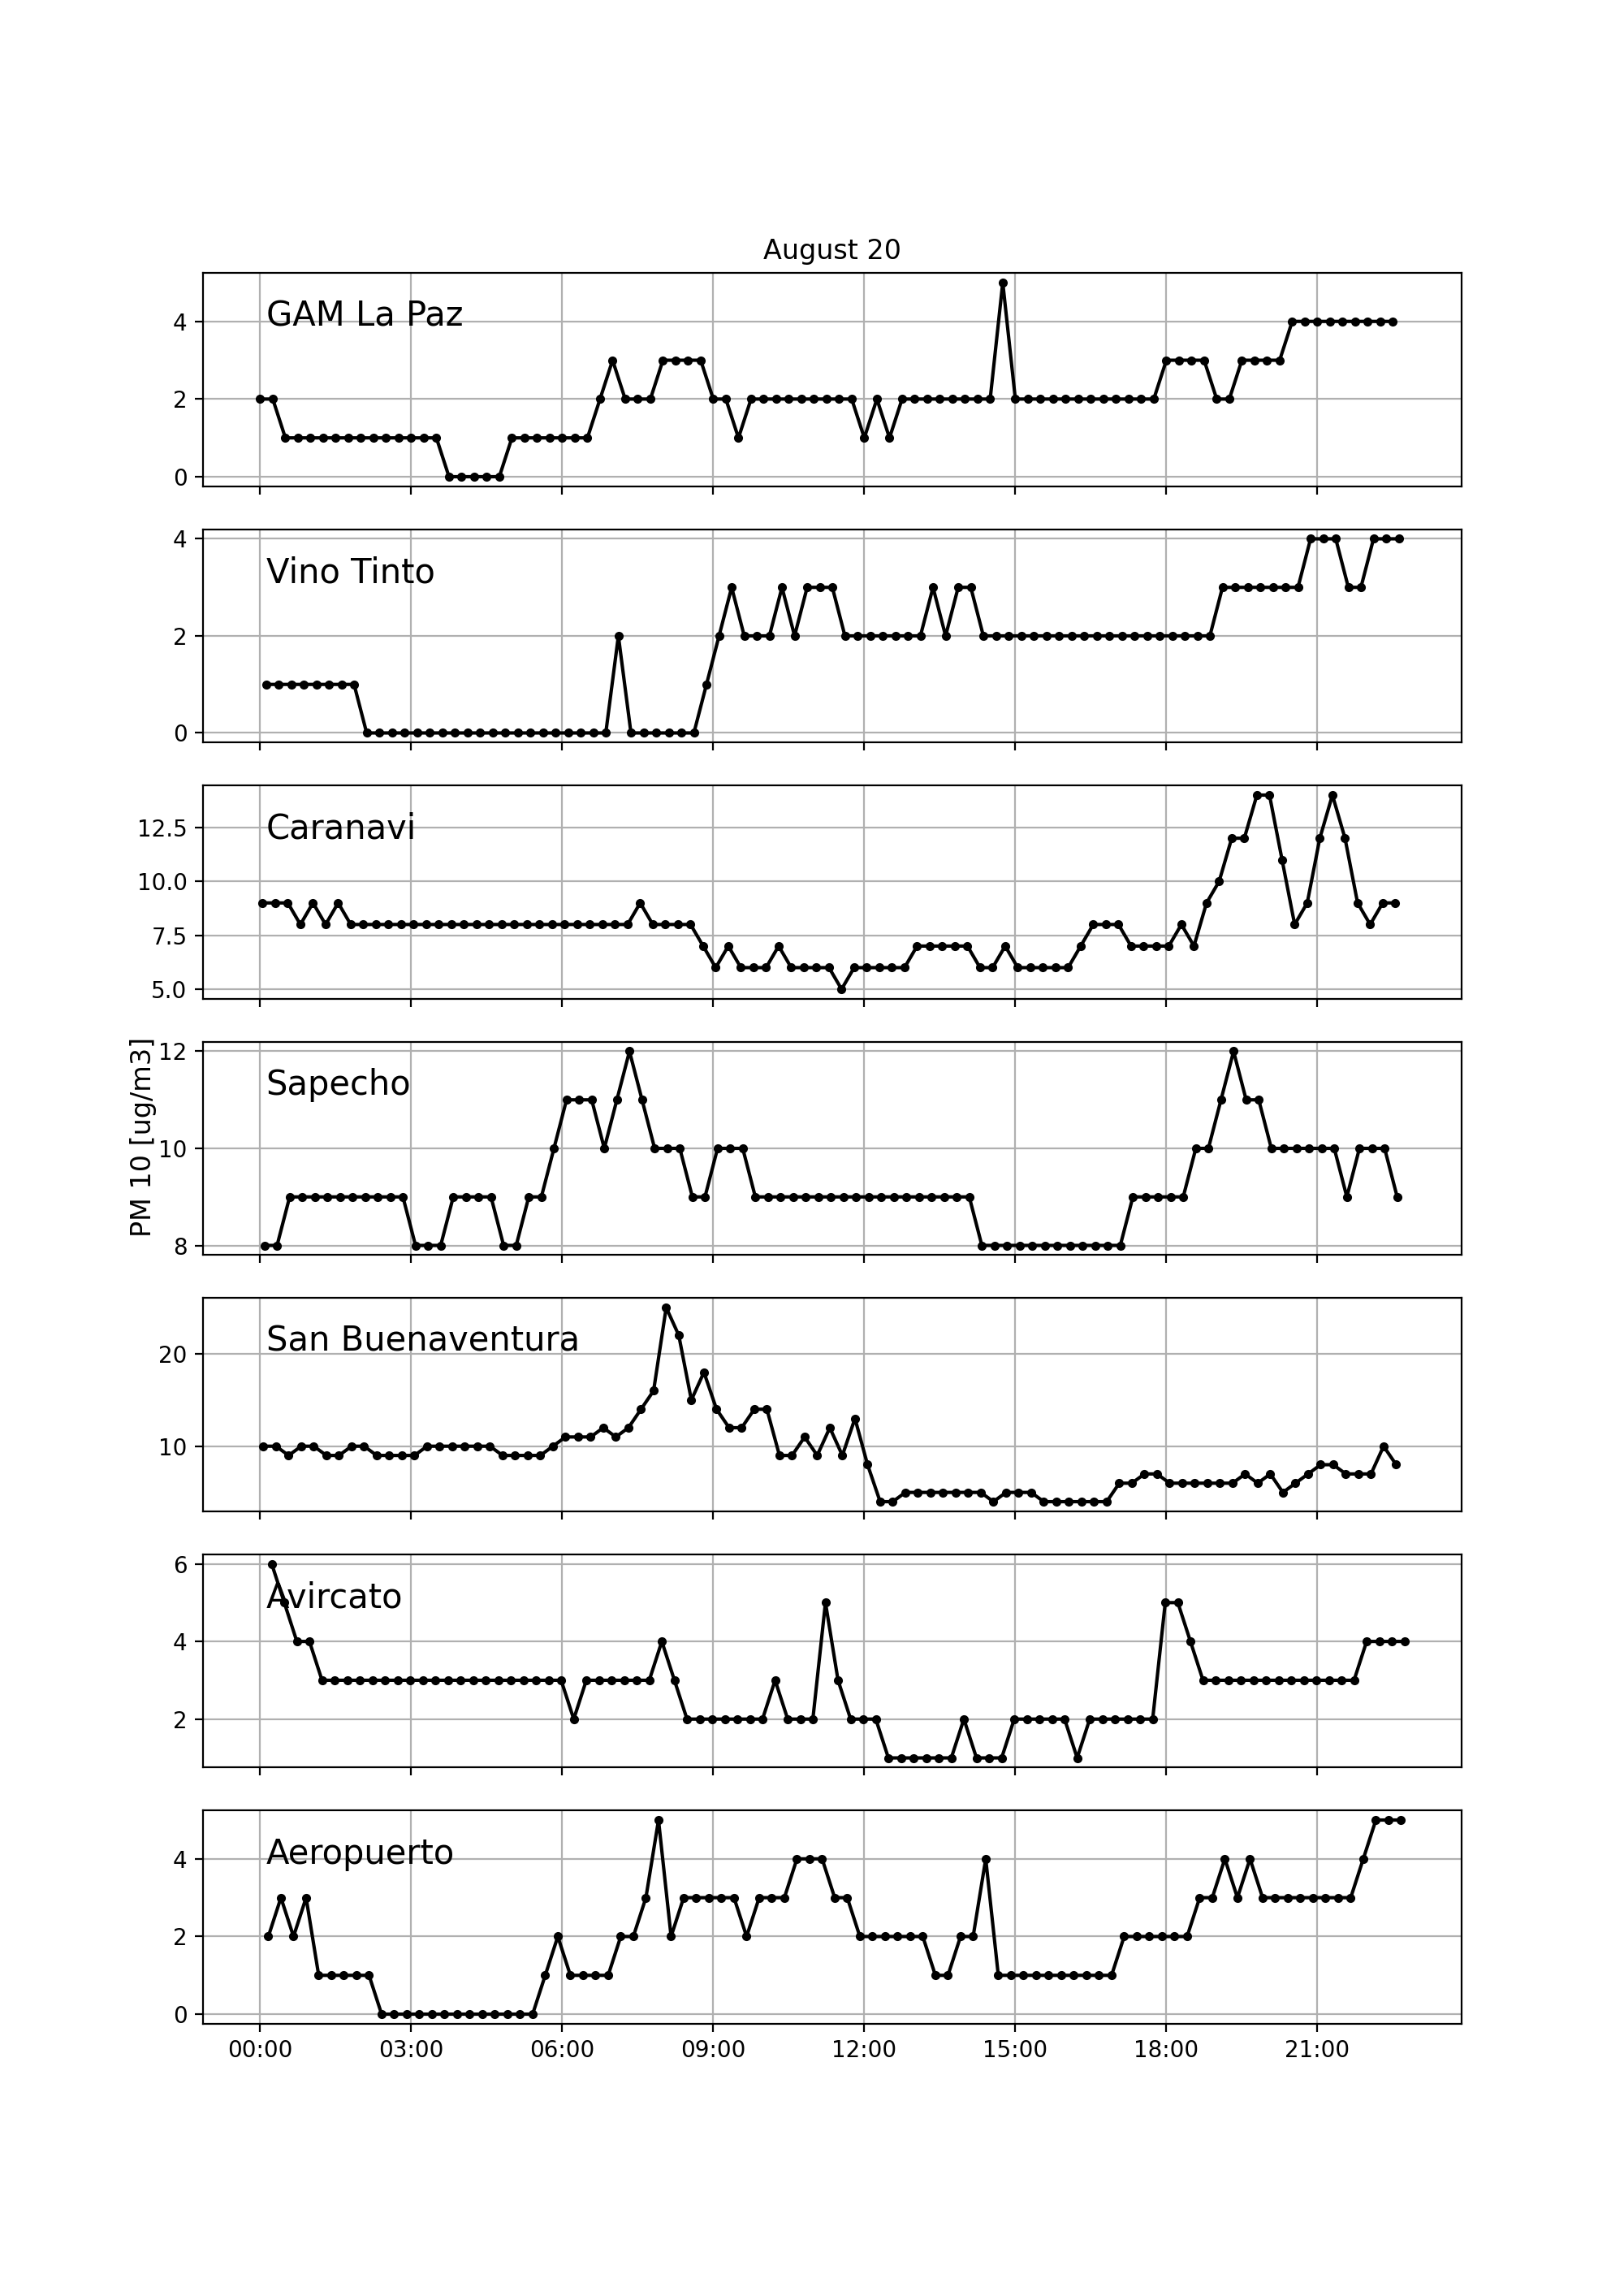 August 20
GAM La Paz
4
2
0
Vino Tinto
4
2
0
Caranavi
12.5
10.0
7.5
5.0
PM 10 [ug/m3]
Sapecho
12
10
8
San Buenaventura
20
10
Avircato
6
4
2
Aeropuerto
4
2
0
00:00 03:00 06:00 09:00 12:00 15:00 18:00 21:00